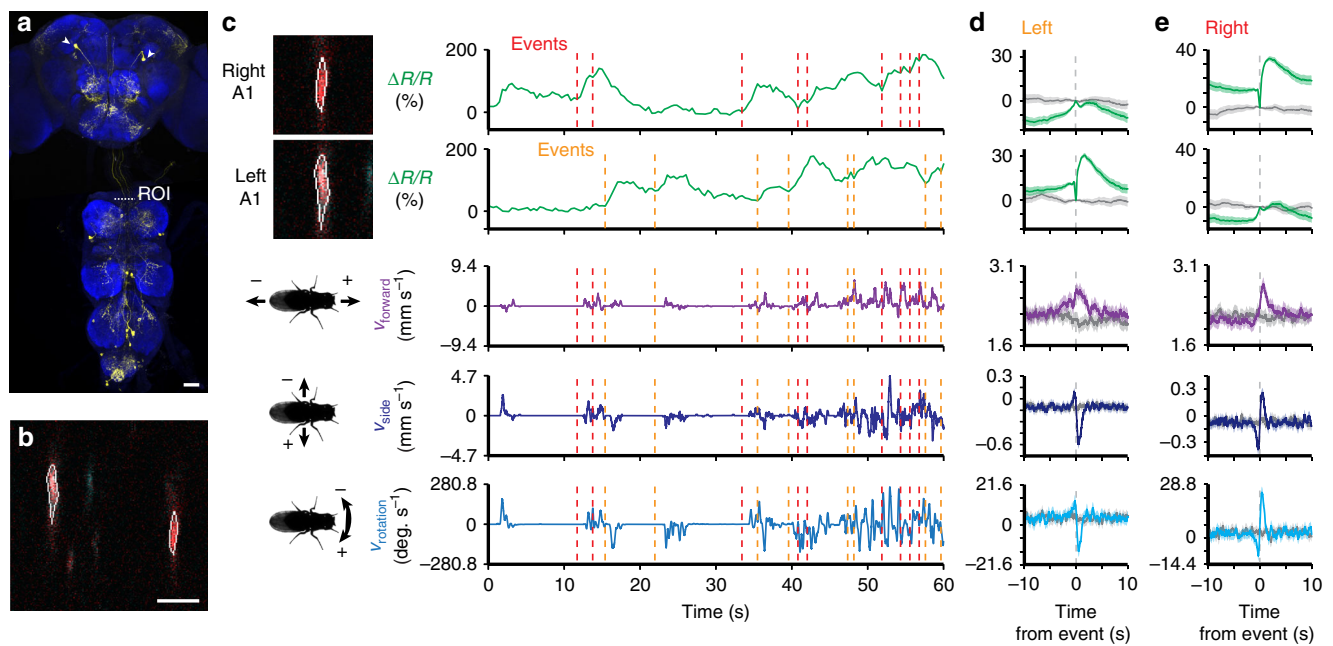 a
ROI
b
c
Right
A1
ΔR/R
(%)
200
0
Events
Left
A1
ΔR/R
(%)
200
0
Events
− +
v forward
(mm s−1)
9.4
0
−9.4
−
+
v side
(mm s−1)
4.7
0
−4.7
−
+
v rotation
(deg. s−1)
280.8
0
−280.8
0 10 20 30 40 50 60
Time (s)
d
Left
30
0
30
0
3.1
1.6
0.3
0
−0.6
21.6
0
−21.6
−10 0 10
Time
from event (s)
e
Right
40
0
40
0
3.1
1.6
0.3
0
−0.3
28.8
0
−14.4
−10 0 10
Time
from event (s)